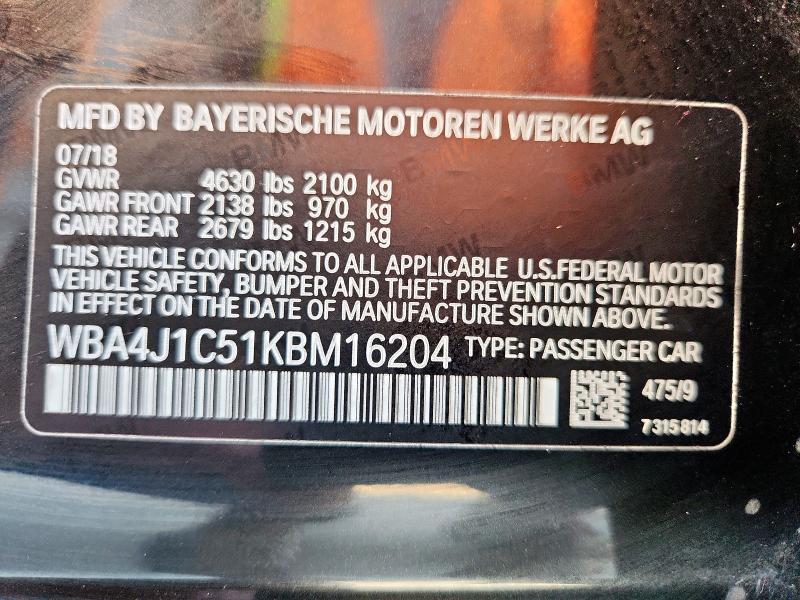 MFD BY BAYERISCHE MOTOREN WERKE AG
07/18
GVWR 4630 lbs 2100 kg
GAWR FRONT 2138 lbs 970 kg
GAWR REAR 2679 lbs 1215 kg
THIS VEHICLE CONFORMS TO ALL APPLICABLE U.S.FEDERAL MOTOR
VEHICLE SAFETY, BUMPER AND THEFT PREVENTION STANDARDS
IN EFFECT ON THE DATE OF MANUFACTURE SHOWN ABOVE.
WBA4J1C51KBM16204 TYPE: PASSENGER CAR
475/9
7315814